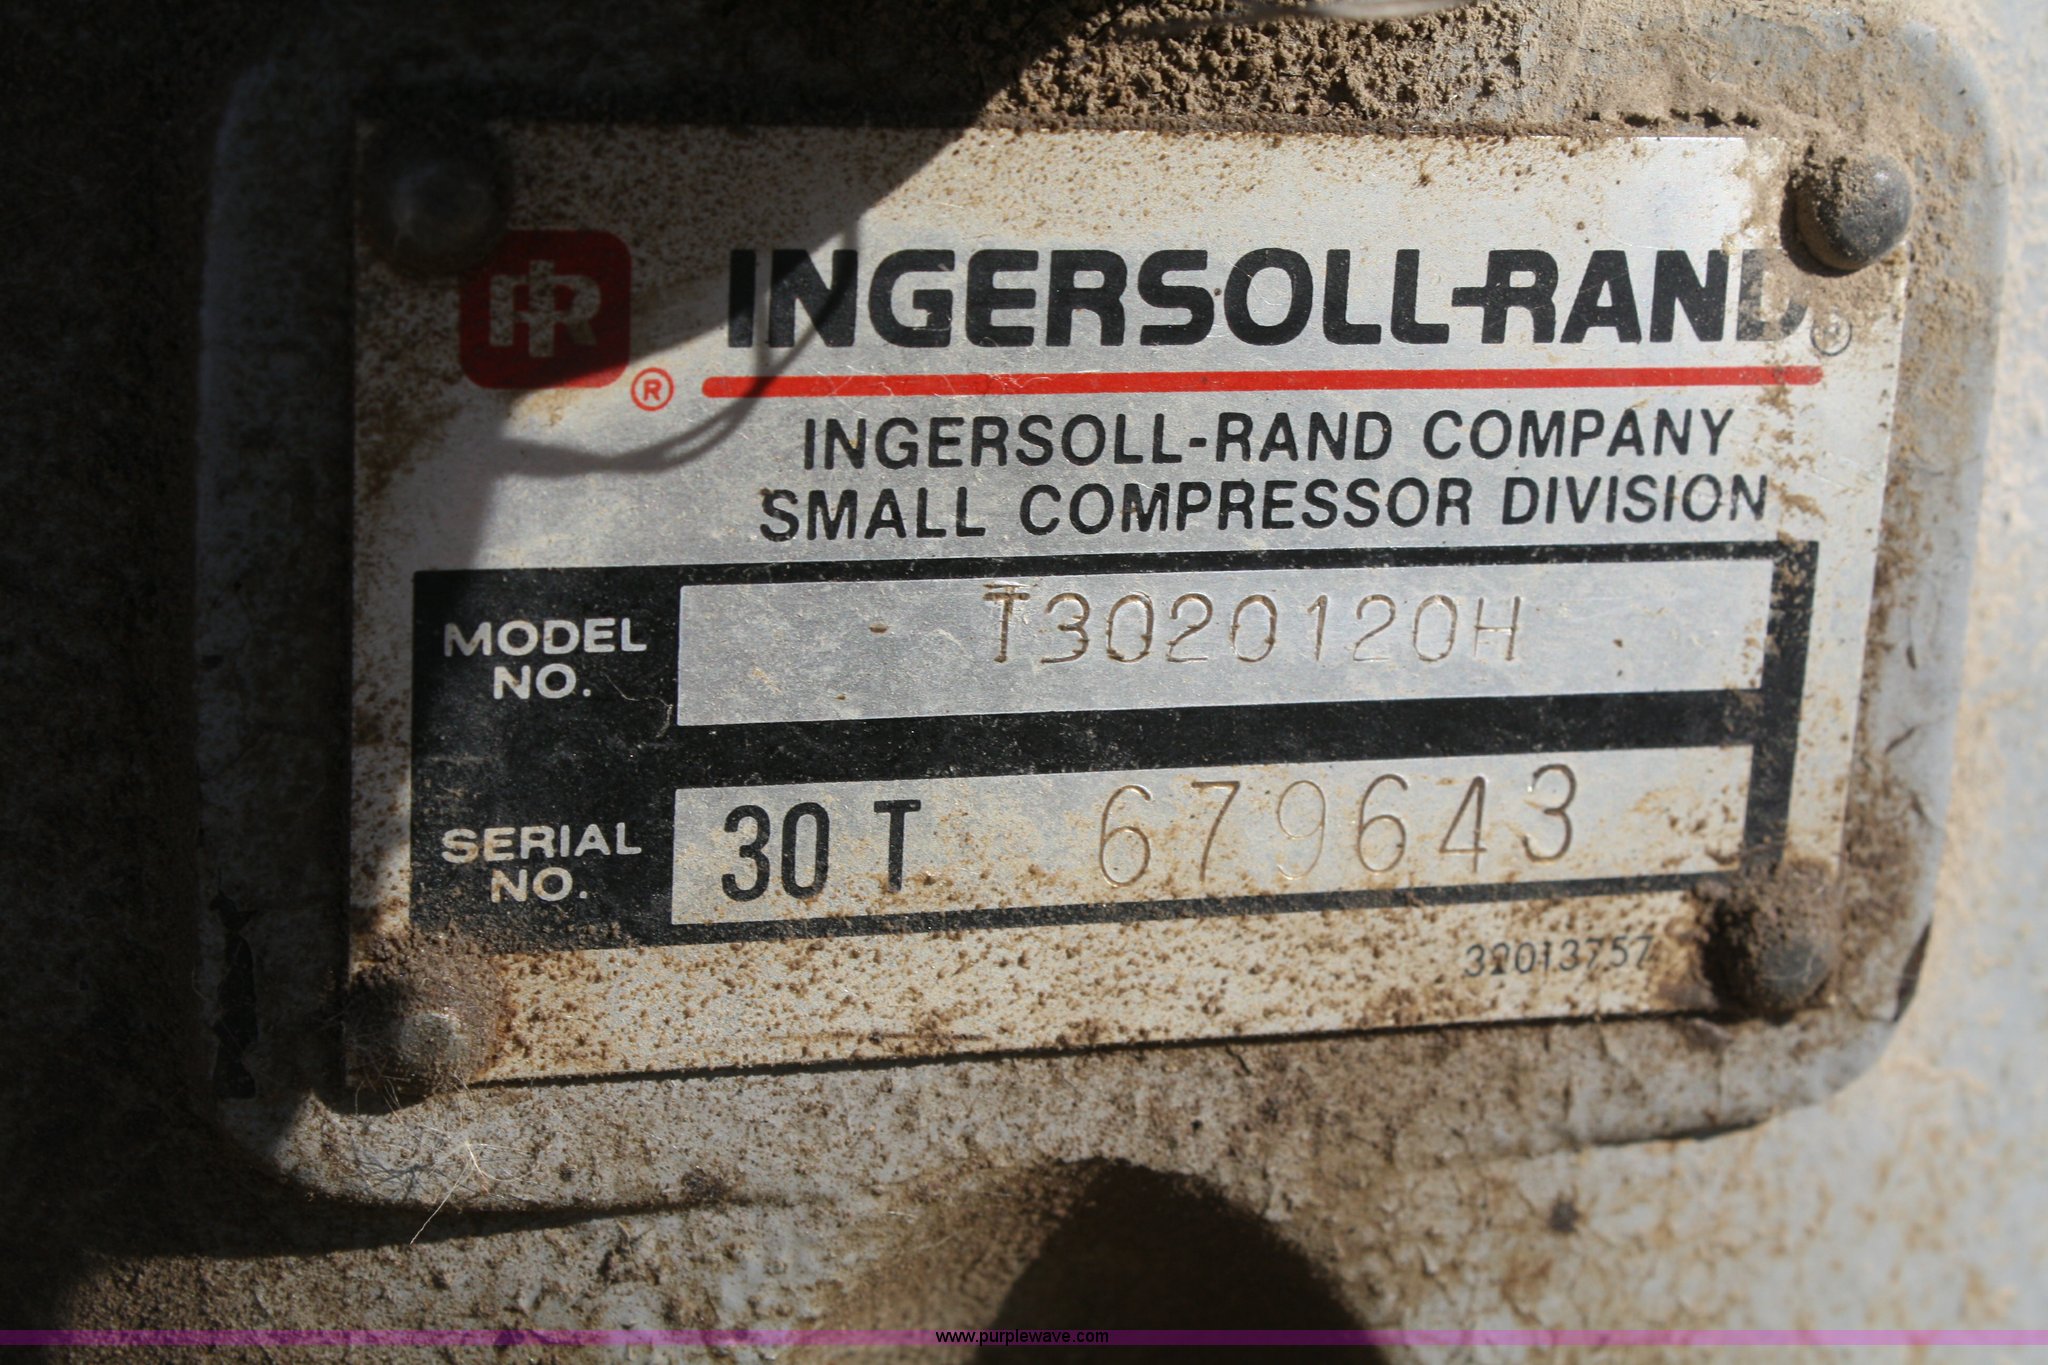 IR ®
INGERSOLL-RAND®
INGERSOLL-RAND COMPANY
SMALL COMPRESSOR DIVISION
MODEL NO. T3020120H
SERIAL NO. 30 T 679643
32013757
www.purplewave.com